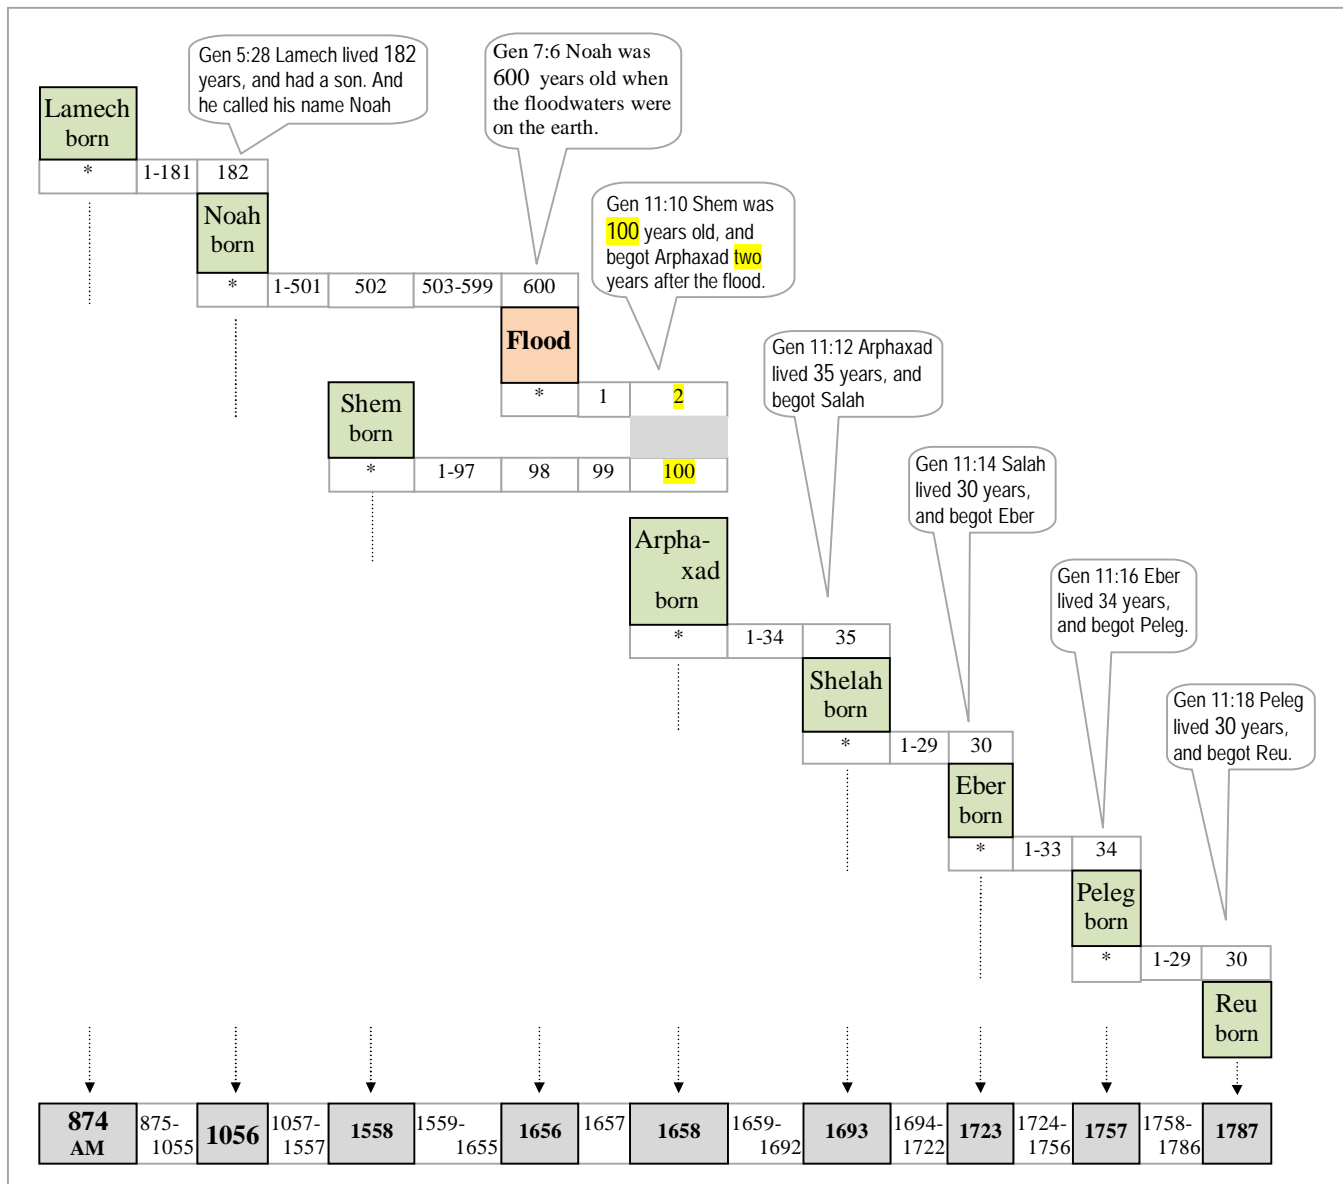 Gen 5:28 Lamech lived 182
years, and had a son. And
he called his name Noah
Gen 7:6 Noah was
600 years old when
the floodwaters were
on the earth.
Lamech
born
* 1-181 182
Noah
born
Gen 11:10 Shem was
100 years old, and
begot Arphaxad two
years after the flood.
* 1-501 502 503-599 600
Flood
Gen 11:12 Arphaxad
lived 35 years, and
begot Salah
* 1 2
Shem
born
* 1-97 98 99 100
Gen 11:14 Salah
lived 30 years,
and begot Eber
Arpha-
xad
born
Gen 11:16 Eber
lived 34 years,
and begot Peleg.
* 1-34 35
Shelah
born
Gen 11:18 Peleg
lived 30 years,
and begot Reu.
* 1-29 30
Eber
born
* 1-33 34
Peleg
born
* 1-29 30
Reu
born
874
AM
875-
1055
1056
1057-
1557
1558
1559-
1655
1656
1657
1658
1659-
1692
1693
1694-
1722
1723
1724-
1756
1757
1758-
1786
1787